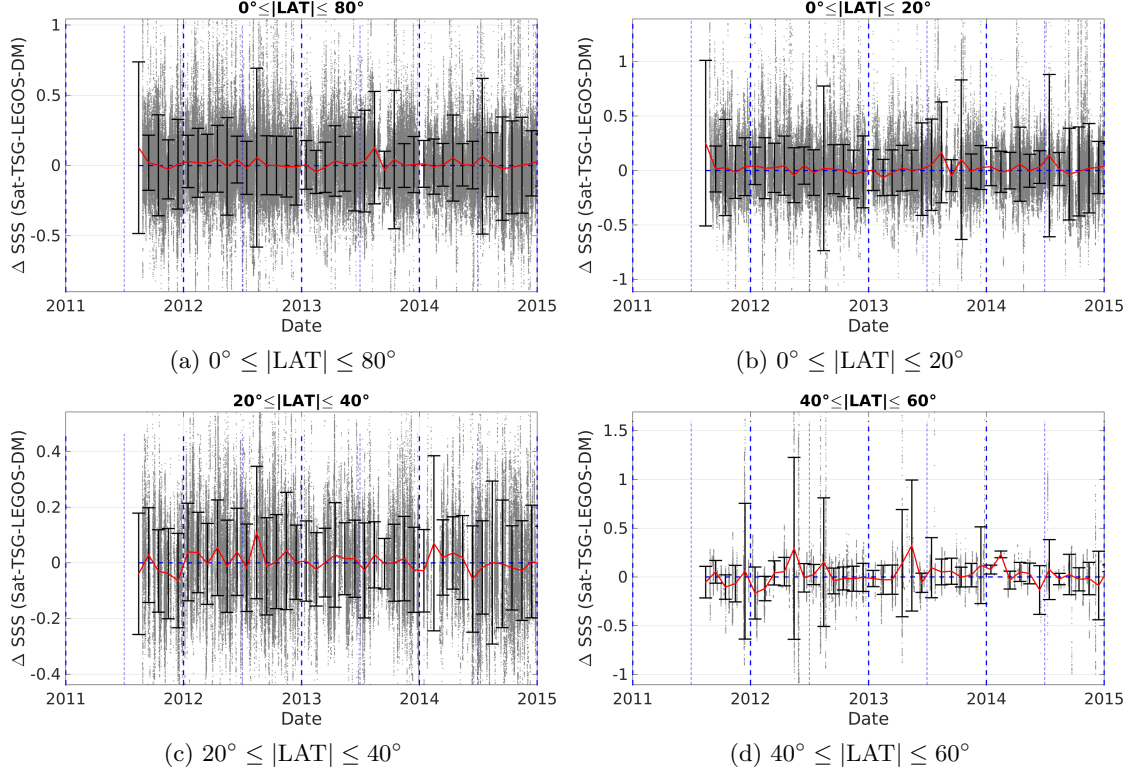 0°≤|LAT|≤ 80°
Δ SSS (Sat-TSG-LEGOS-DM)
1
0.5
0
-0.5
2011 2012 2013 2014 2015
Date
(a) 0° ≤ |LAT| ≤ 80°
0°≤|LAT|≤ 20°
Δ SSS (Sat-TSG-LEGOS-DM)
1
0.5
0
-0.5
-1
2011 2012 2013 2014 2015
Date
(b) 0° ≤ |LAT| ≤ 20°
20°≤|LAT|≤ 40°
Δ SSS (Sat-TSG-LEGOS-DM)
0.4
0.2
0
-0.2
-0.4
2011 2012 2013 2014 2015
Date
(c) 20° ≤ |LAT| ≤ 40°
40°≤|LAT|≤ 60°
Δ SSS (Sat-TSG-LEGOS-DM)
1.5
1
0.5
0
-0.5
-1
2011 2012 2013 2014 2015
Date
(d) 40° ≤ |LAT| ≤ 60°